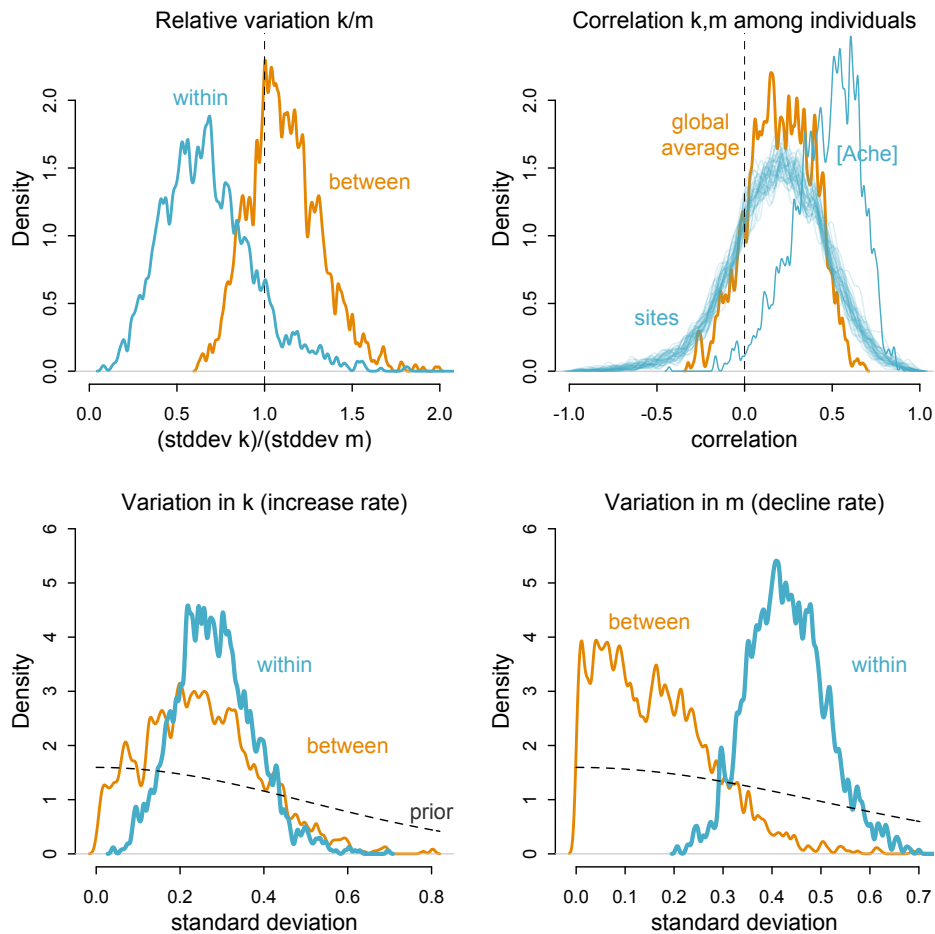 Relative variation k/m
Density
0.0
0.5
1.0
1.5
2.0
within
between
0.0 0.5 1.0 1.5 2.0
(stddev k)/(stddev m)
Correlation k,m among individuals
Density
0.0
0.5
1.0
1.5
2.0
global
average
[Ache]
sites
-1.0 -0.5 0.0 0.5 1.0
correlation
Variation in k (increase rate)
Density
0
1
2
3
4
5
6
within
between
prior
0.0 0.2 0.4 0.6 0.8
standard deviation
Variation in m (decline rate)
Density
0
1
2
3
4
5
6
between
within
0.0 0.1 0.2 0.3 0.4 0.5 0.6 0.7
standard deviation